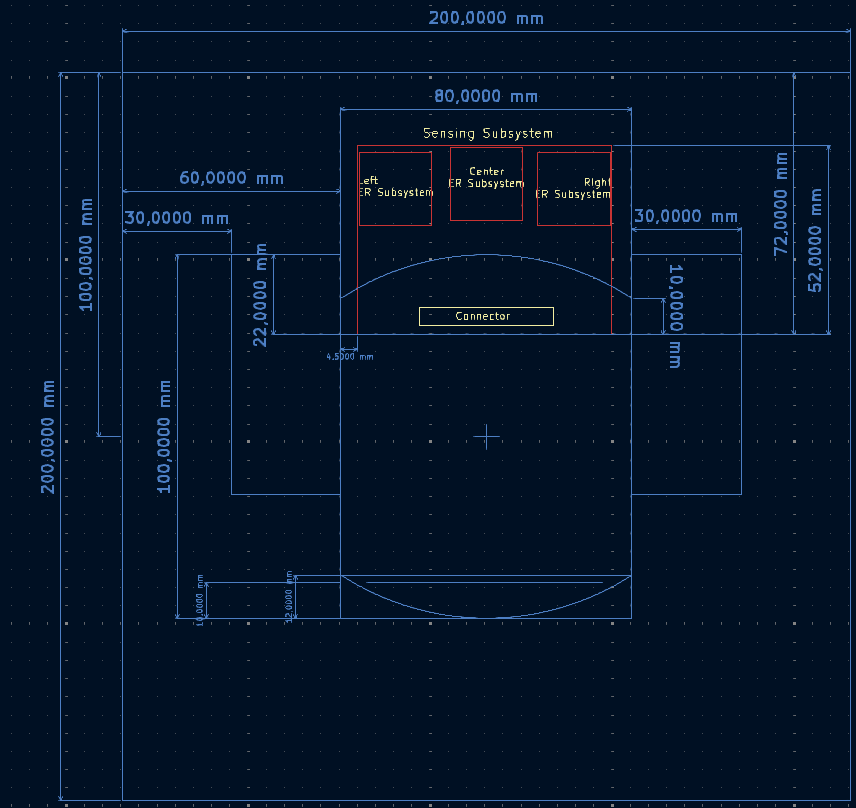 200,0000 mm
80,0000 mm
Sensing Subsystem
60,0000 mm
eft
ER Subsystem
Center
ER Subsystem
Right
ER Subsystem
72,0000 mm
52,0000 mm
30,0000 mm
30,0000 mm
100,0000 mm
22,0000 mm
10,0000 mm
Connector
4.5000 mm
200,0000 mm
100,0000 mm
10,0000 mm
12,0000 mm